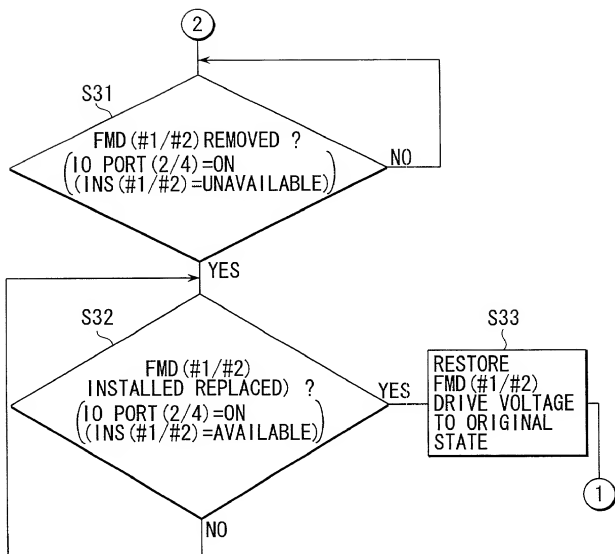 2
S31
FMD(#1/#2)REMOVED ?
(IO PORT(2/4)=ON
(INS(#1/#2)=UNAVAILABLE))
NO
YES
S32
FMD(#1/#2)
INSTALLED REPLACED) ?
(IO PORT(2/4)=ON
(INS(#1/#2)=AVAILABLE))
YES
NO
S33
RESTORE
FMD(#1/#2)
DRIVE VOLTAGE
TO ORIGINAL
STATE
1